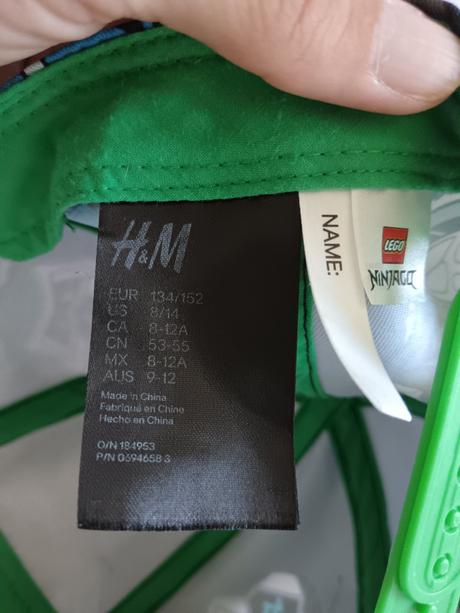 H&M
EUR 134/152
US 8/14
CA 8-12A
CN 53-55
MX 8-12A
AUS 9-12
Made in China
Fabriqué en Chine
Hecho en China
O/N 184953
P/N 0694658 3
NAME:
LEGO
NINJAGO